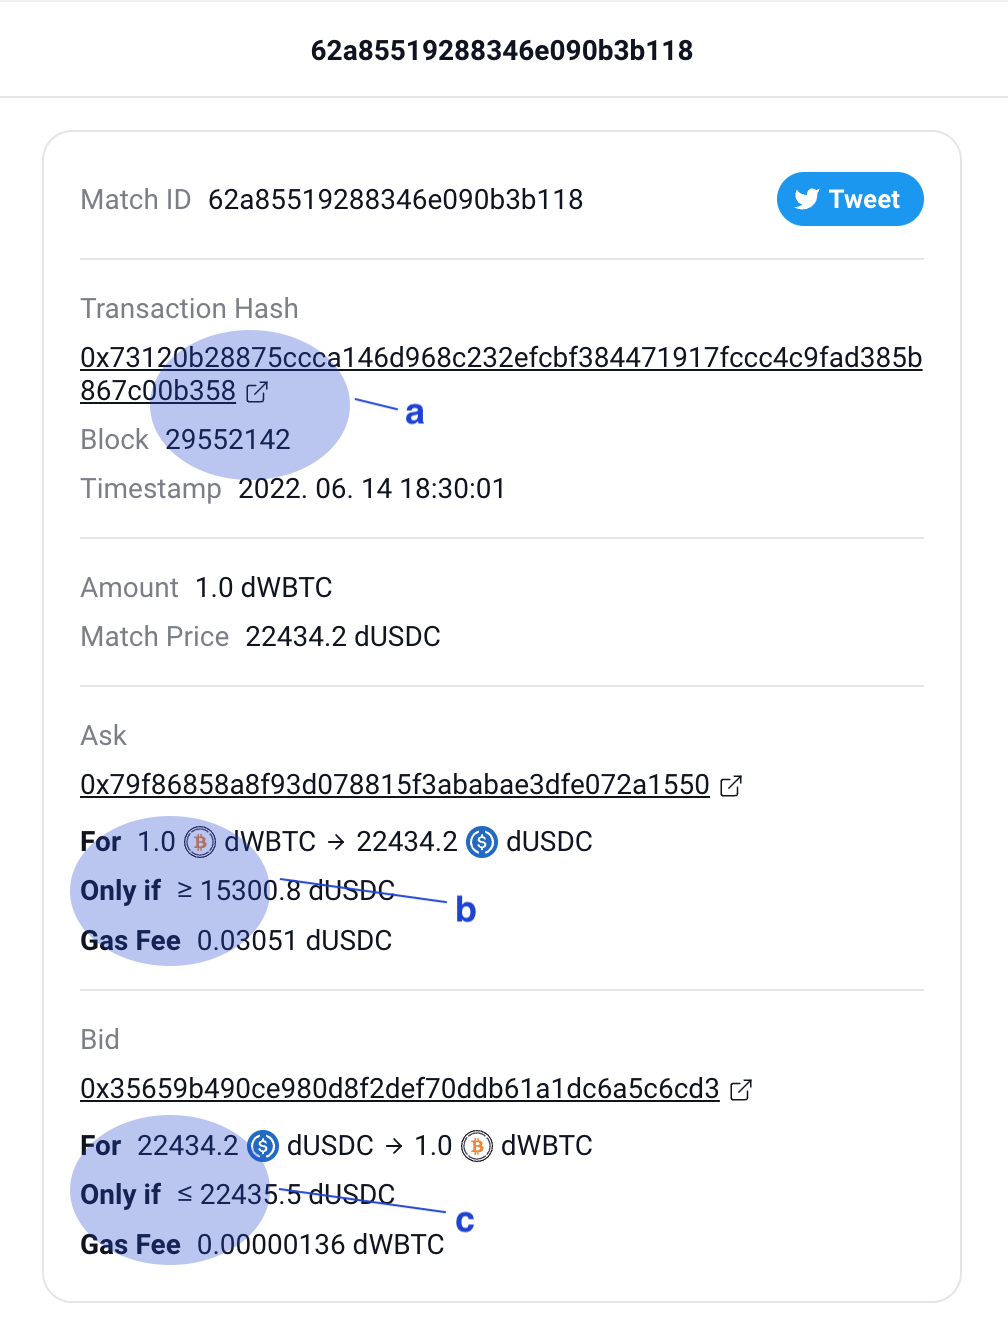 62a85519288346e090b3b118
Match ID 62a85519288346e090b3b118
Tweet
Transaction Hash
0x73120b28875ccca146d968c232efcbf384471917fccc4c9fad385b
867c00b358
a
Block 29552142
Timestamp 2022. 06. 14 18:30:01
Amount 1.0 dWBTC
Match Price 22434.2 dUSDC
Ask
0x79f86858a8f93d078815f3ababae3dfe072a1550
For 1.0 dWBTC → 22434.2 dUSDC
Only if ≥ 15300.8 dUSDC
b
Gas Fee 0.03051 dUSDC
Bid
0x35659b490ce980d8f2def70ddb61a1dc6a5c6cd3
For 22434.2 dUSDC → 1.0 dWBTC
Only if ≤ 22435.5 dUSDC
c
Gas Fee 0.00000136 dWBTC